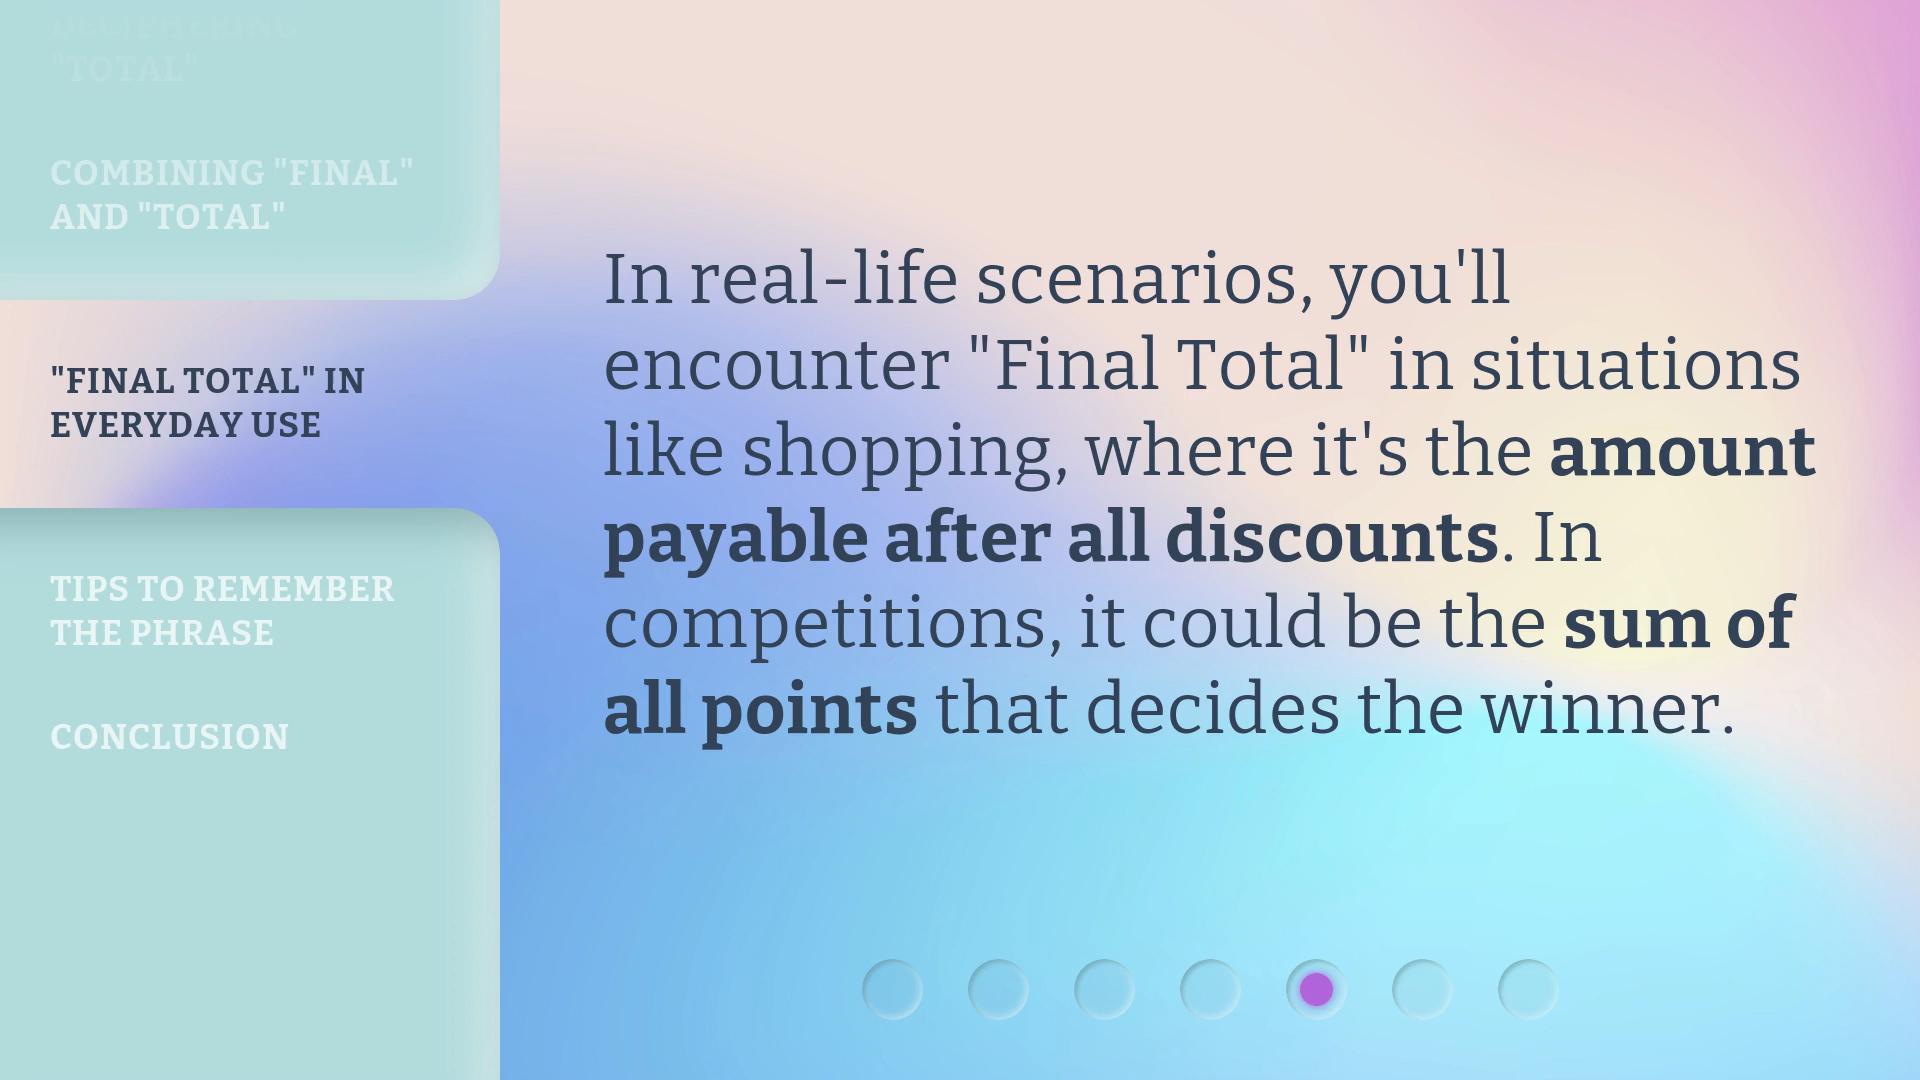 DECIPHERING
"TOTAL"
COMBINING "FINAL"
AND "TOTAL"
"FINAL TOTAL" IN
EVERYDAY USE
TIPS TO REMEMBER
THE PHRASE
CONCLUSION
In real-life scenarios, you'll
encounter "Final Total" in situations
like shopping, where it's the amount
payable after all discounts. In
competitions, it could be the sum of
all points that decides the winner.